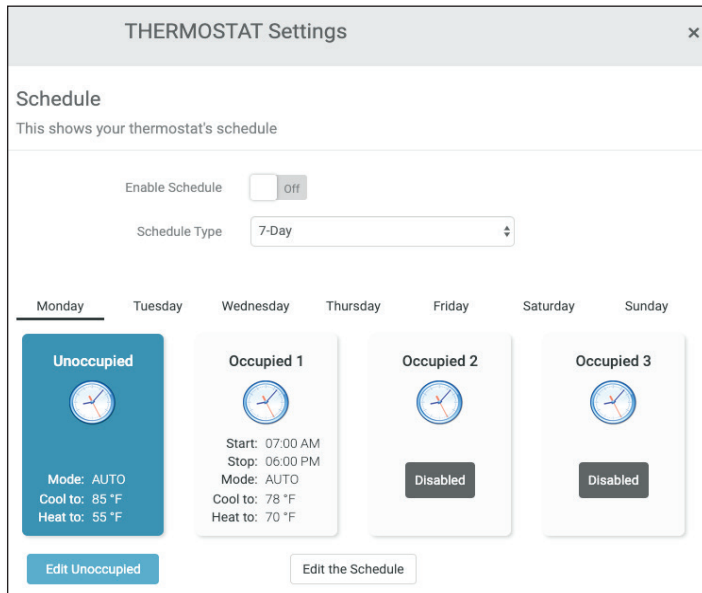 THERMOSTAT Settings ×
Schedule
This shows your thermostat's schedule
Enable Schedule Off
Schedule Type 7-Day
Monday Tuesday Wednesday Thursday Friday Saturday Sunday
Unoccupied
Mode: AUTO
Cool to: 85 °F
Heat to: 55 °F
Occupied 1
Start: 07:00 AM
Stop: 06:00 PM
Mode: AUTO
Cool to: 78 °F
Heat to: 70 °F
Occupied 2
Disabled
Occupied 3
Disabled
Edit Unoccupied
Edit the Schedule